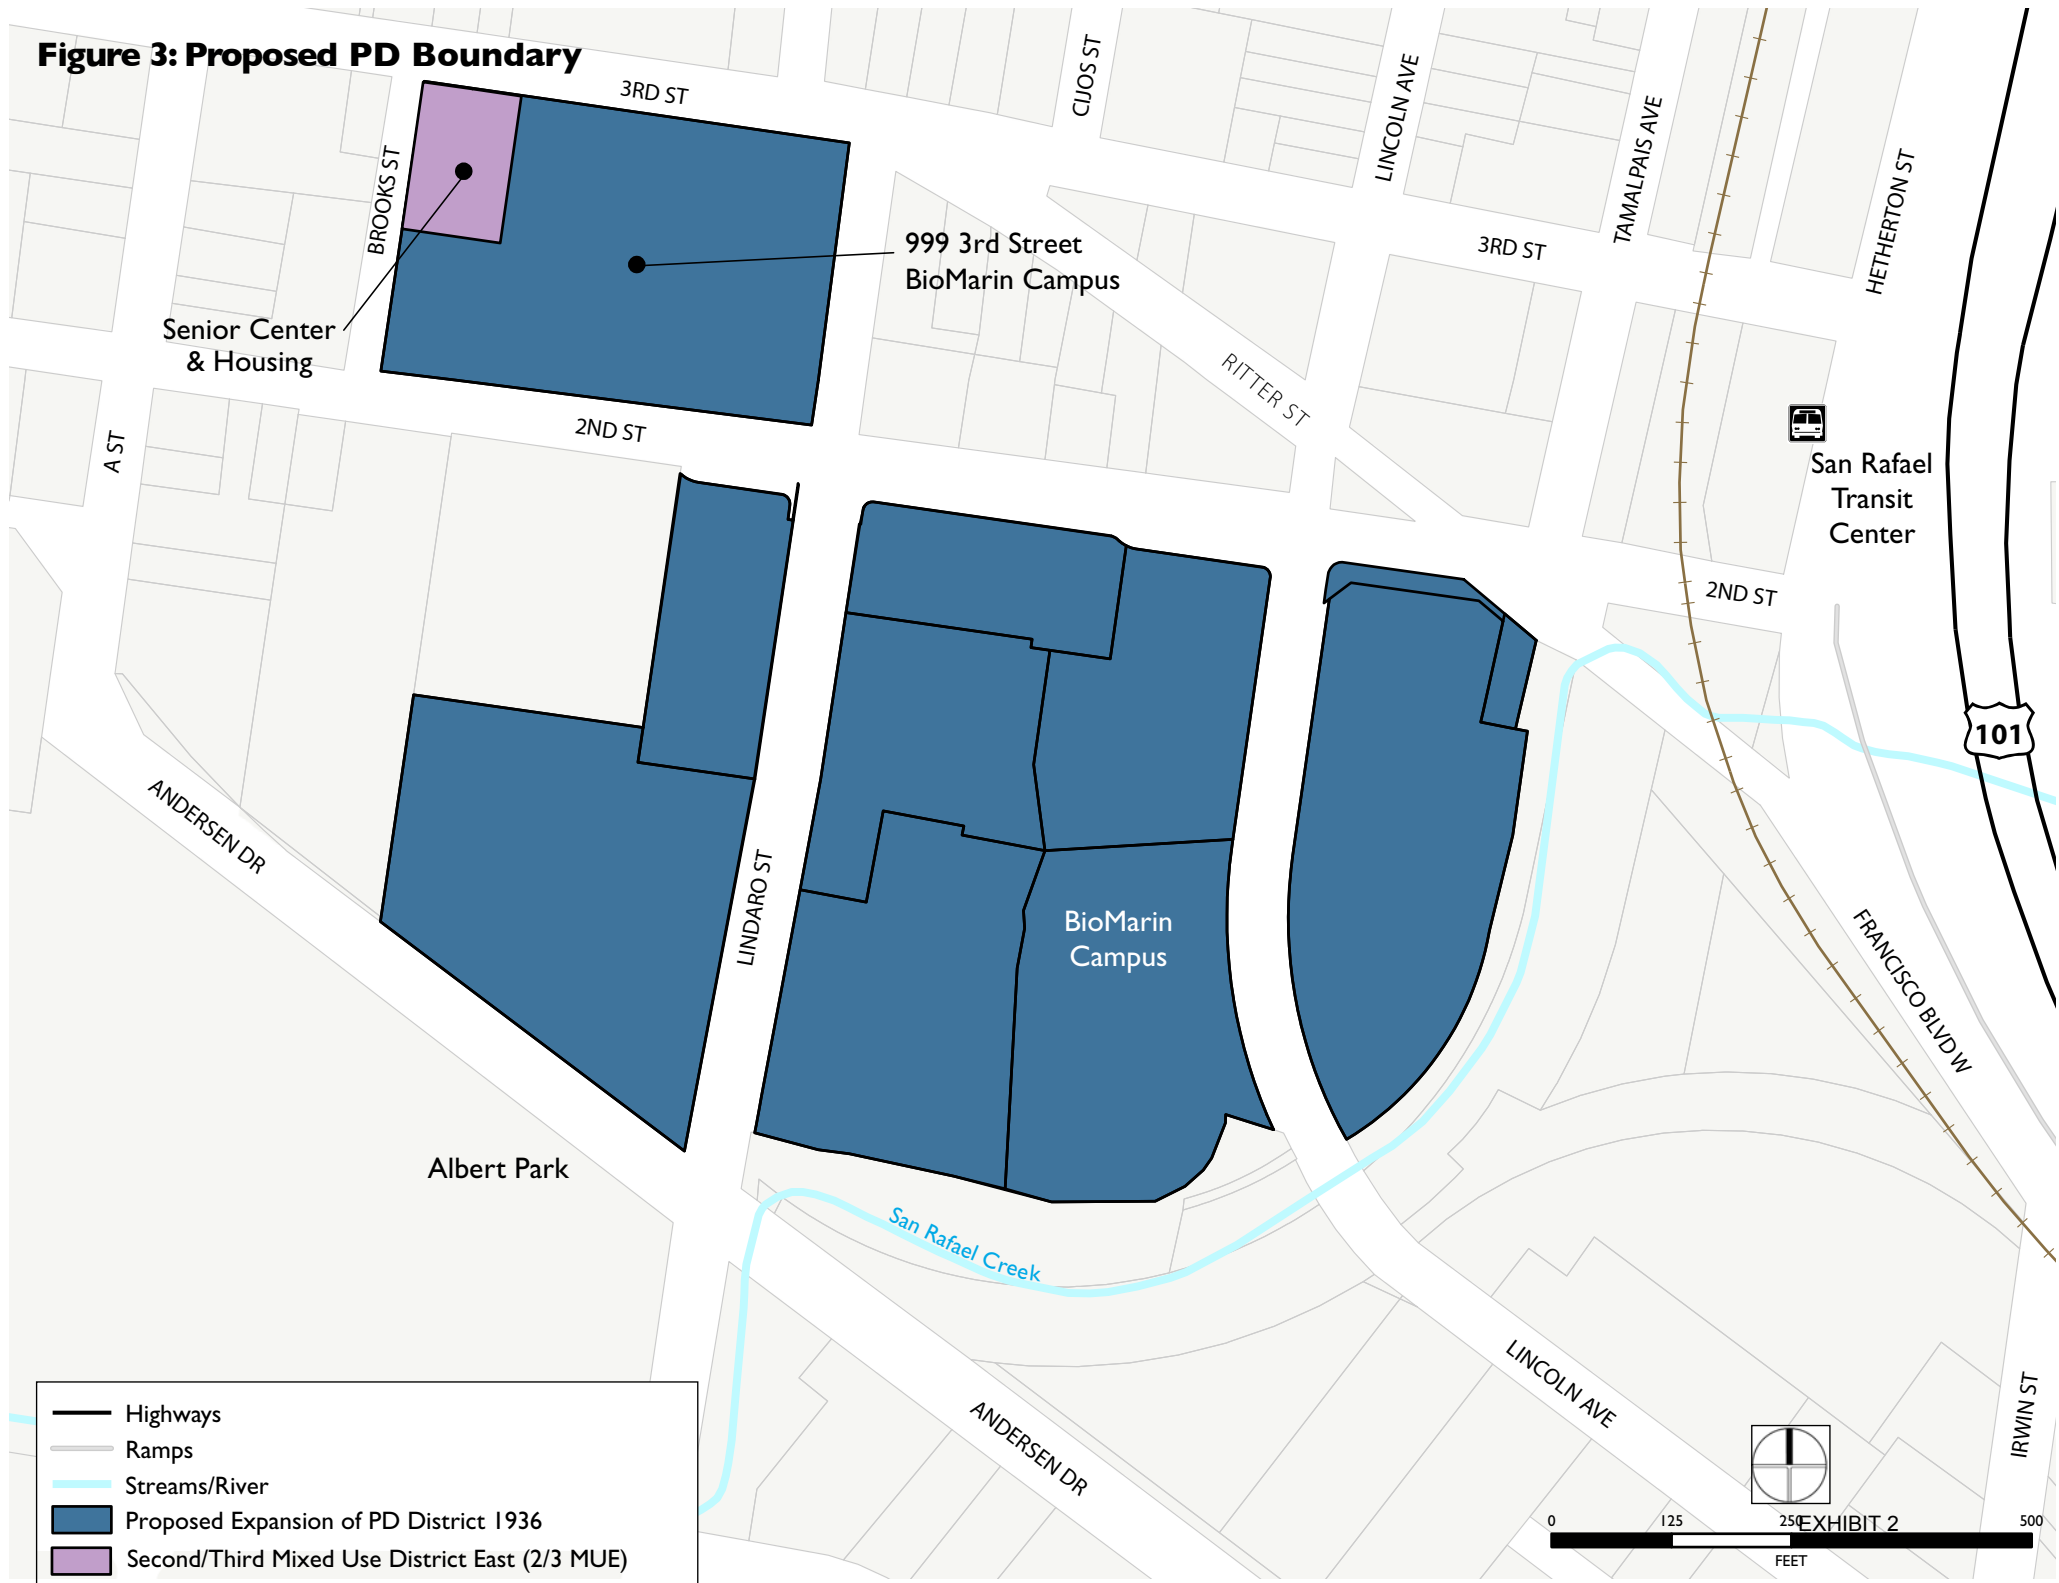 Figure 3: Proposed PD Boundary
3RD ST
CIJOS ST
LINCOLN AVE
TAMALPAIS AVE
HETHERTON ST
BROOKS ST
999 3rd Street
BioMarin Campus
3RD ST
Senior Center
& Housing
RITTER ST
2ND ST
A ST
San Rafael
Transit
Center
2ND ST
101
ANDERSEN DR
LINDARO ST
BioMarin
Campus
FRANCISCO BLVD W
Albert Park
San Rafael Creek
LINCOLN AVE
IRWIN ST
ANDERSEN DR
Highways
Ramps
Streams/River
Proposed Expansion of PD District 1936
Second/Third Mixed Use District East (2/3 MUE)
0 125 250 500
EXHIBIT 2
FEET